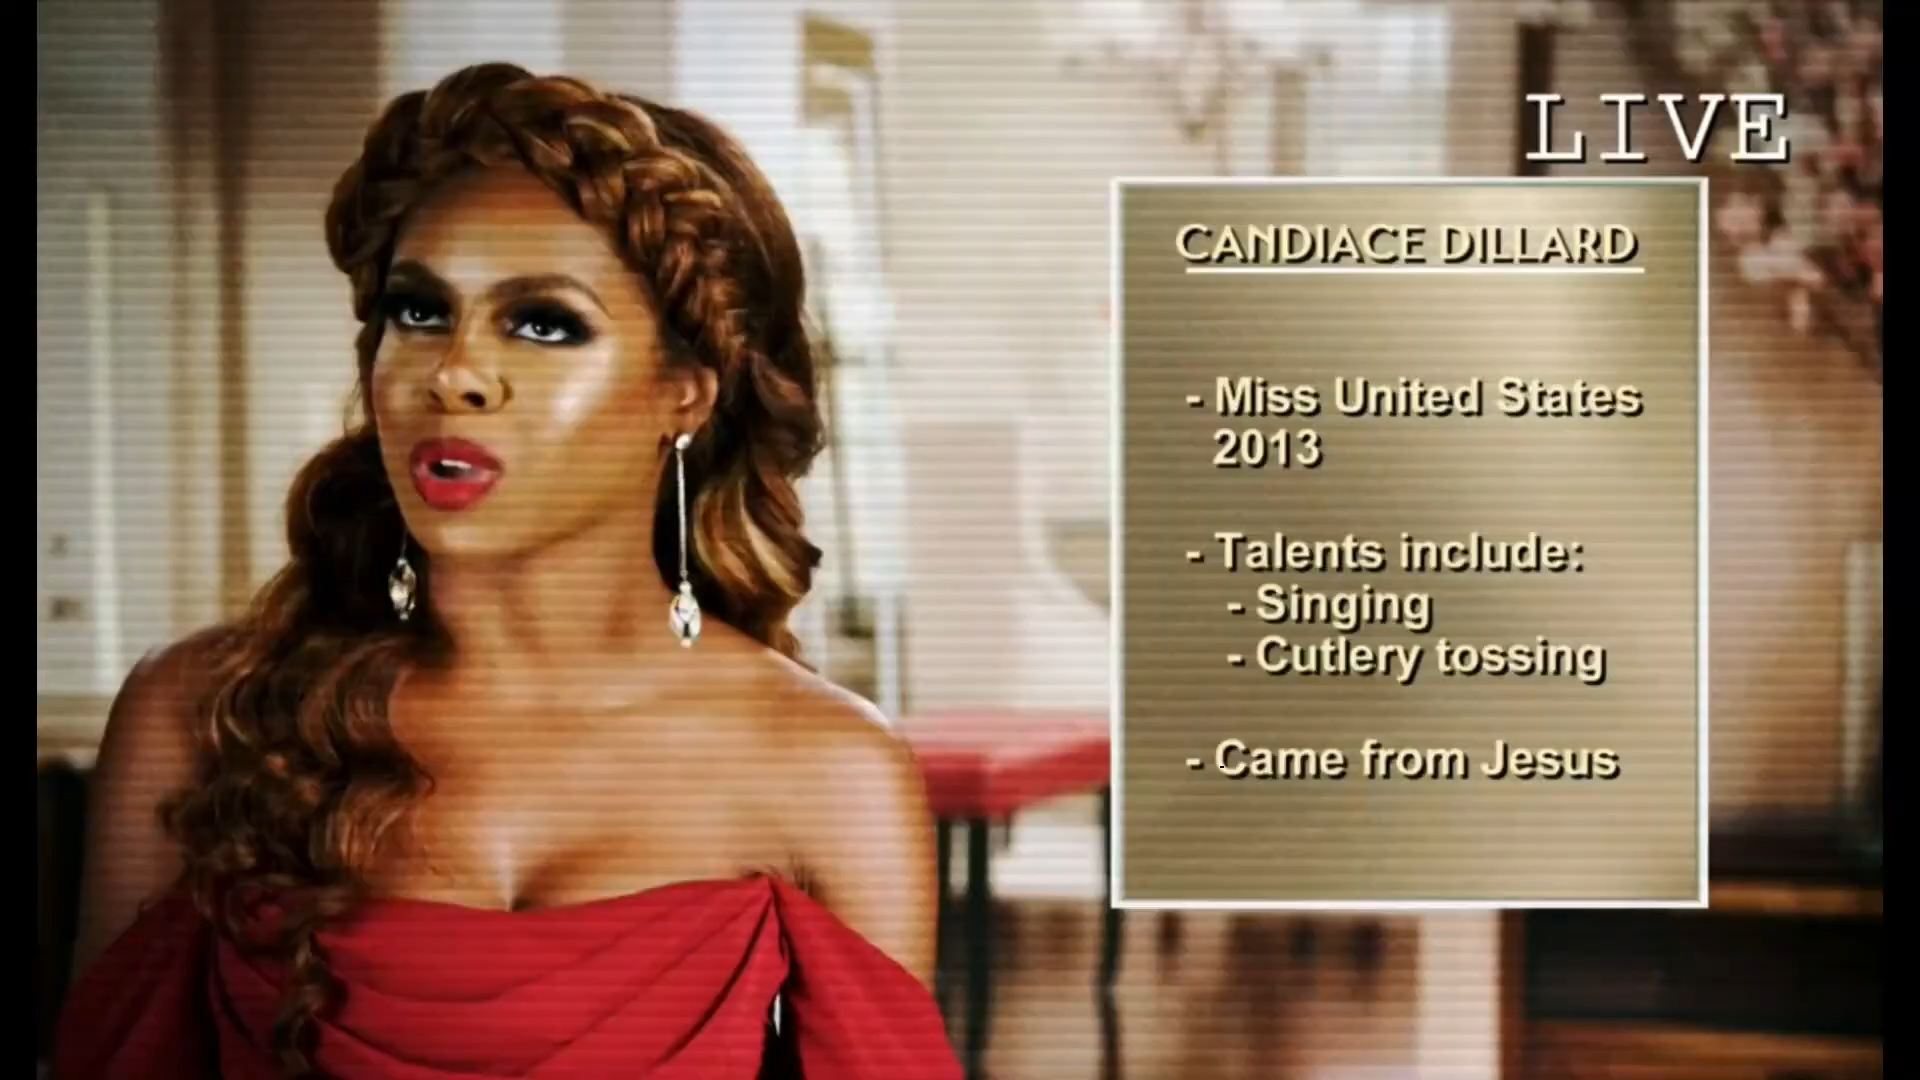 LIVE
CANDIACE DILLARD
- Miss United States
2013
- Talents include:
- Singing
- Cutlery tossing
- Came from Jesus